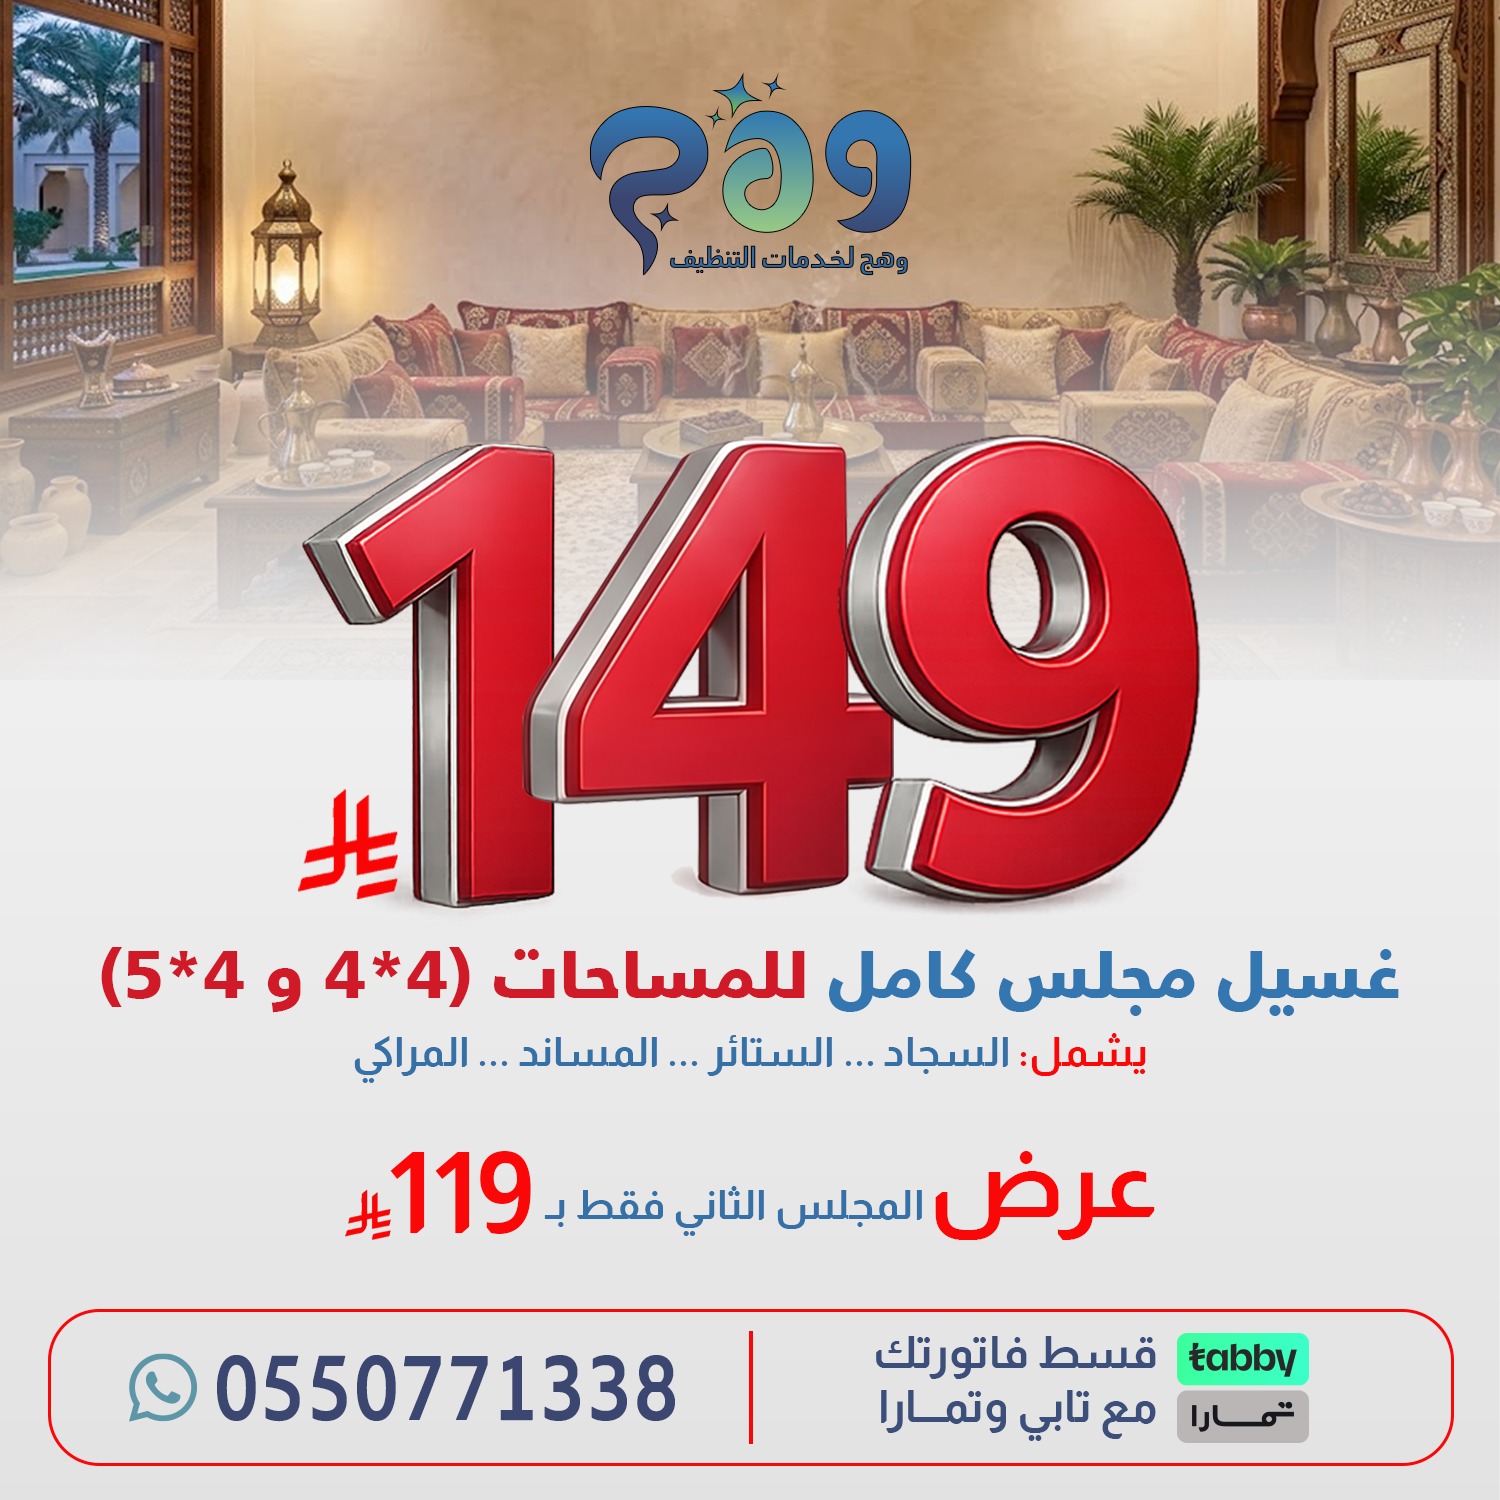 وهج
وهج لخدمات التنظيف
149
غسيل مجلس كامل للمساحات (4*4 و 4*5)
يشمل: السجاد ... الستائر ... المساند ... المراكي
عرض المجلس الثاني فقط بـ 119
tabby
تمارا
قسط فاتورتك
مع تابي وتمـارا
0550771338